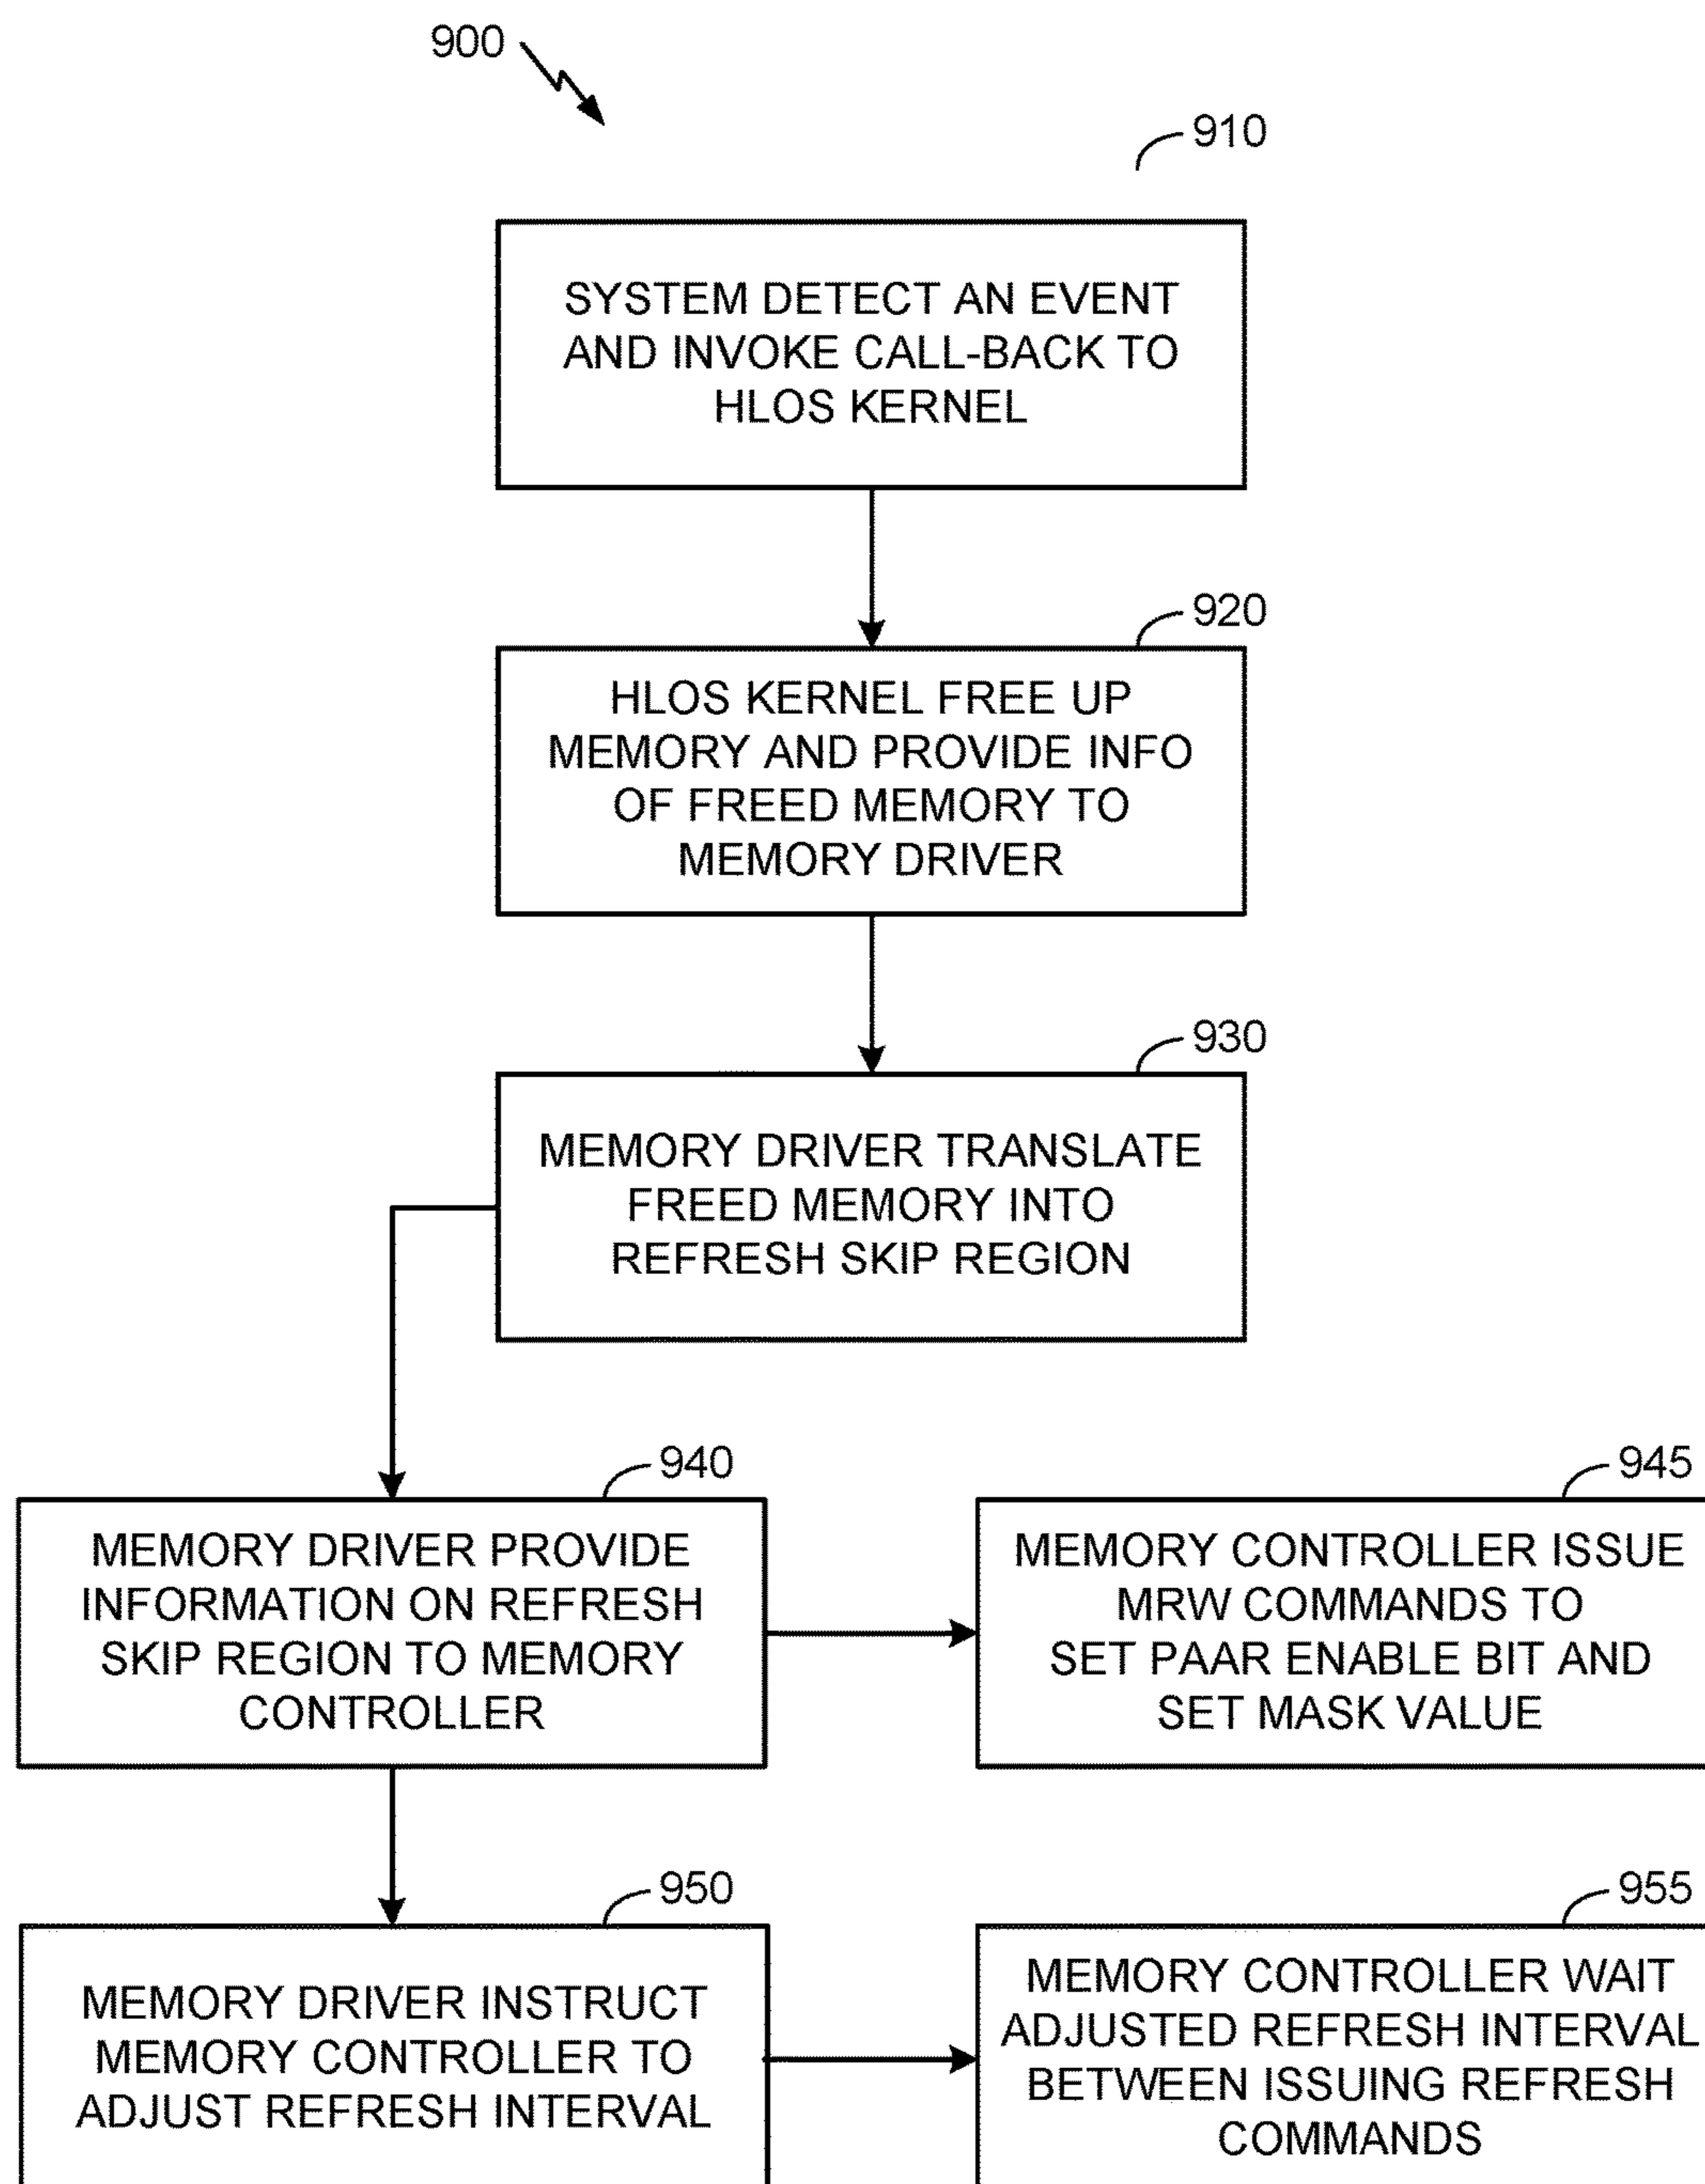 900
910
SYSTEM DETECT AN EVENT
AND INVOKE CALL-BACK TO
HLOS KERNEL
920
HLOS KERNEL FREE UP
MEMORY AND PROVIDE INFO
OF FREED MEMORY TO
MEMORY DRIVER
930
MEMORY DRIVER TRANSLATE
FREED MEMORY INTO
REFRESH SKIP REGION
940
MEMORY DRIVER PROVIDE
INFORMATION ON REFRESH
SKIP REGION TO MEMORY
CONTROLLER
945
MEMORY CONTROLLER ISSUE
MRW COMMANDS TO
SET PAAR ENABLE BIT AND
SET MASK VALUE
950
MEMORY DRIVER INSTRUCT
MEMORY CONTROLLER TO
ADJUST REFRESH INTERVAL
955
MEMORY CONTROLLER WAIT
ADJUSTED REFRESH INTERVAL
BETWEEN ISSUING REFRESH
COMMANDS